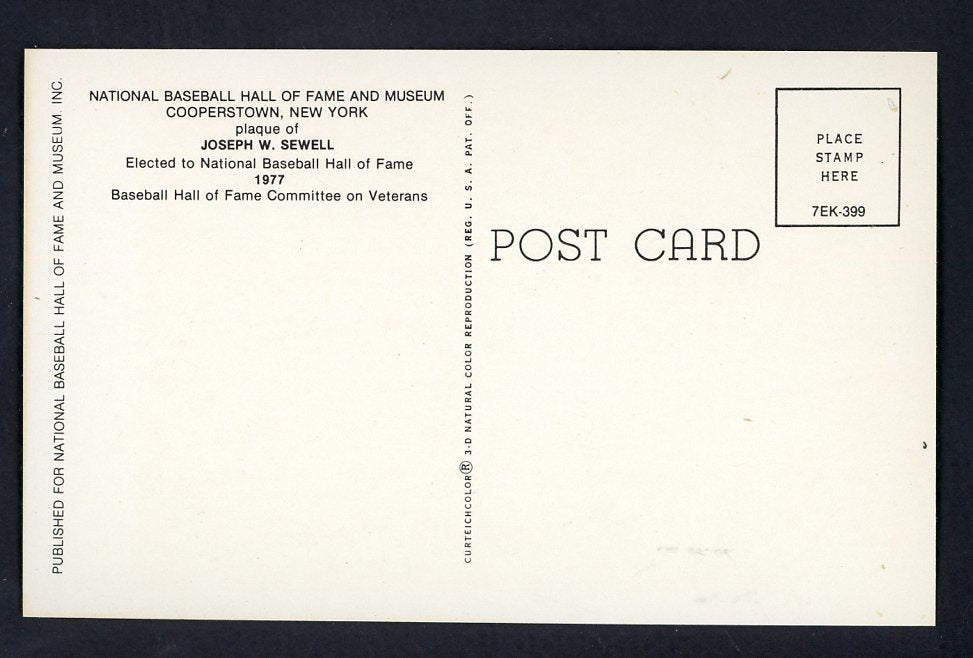 PUBLISHED FOR NATIONAL BASEBALL HALL OF FAME AND MUSEUM. INC.
NATIONAL BASEBALL HALL OF FAME AND MUSEUM
COOPERSTOWN, NEW YORK
plaque of
JOSEPH W. SEWELL
Elected to National Baseball Hall of Fame
1977
Baseball Hall of Fame Committee on Veterans
CURTEICHCOLOR® 3-D NATURAL COLOR REPRODUCTION (REG. U. S. A. PAT. OFF.)
POST CARD
PLACE
STAMP
HERE
7EK-399